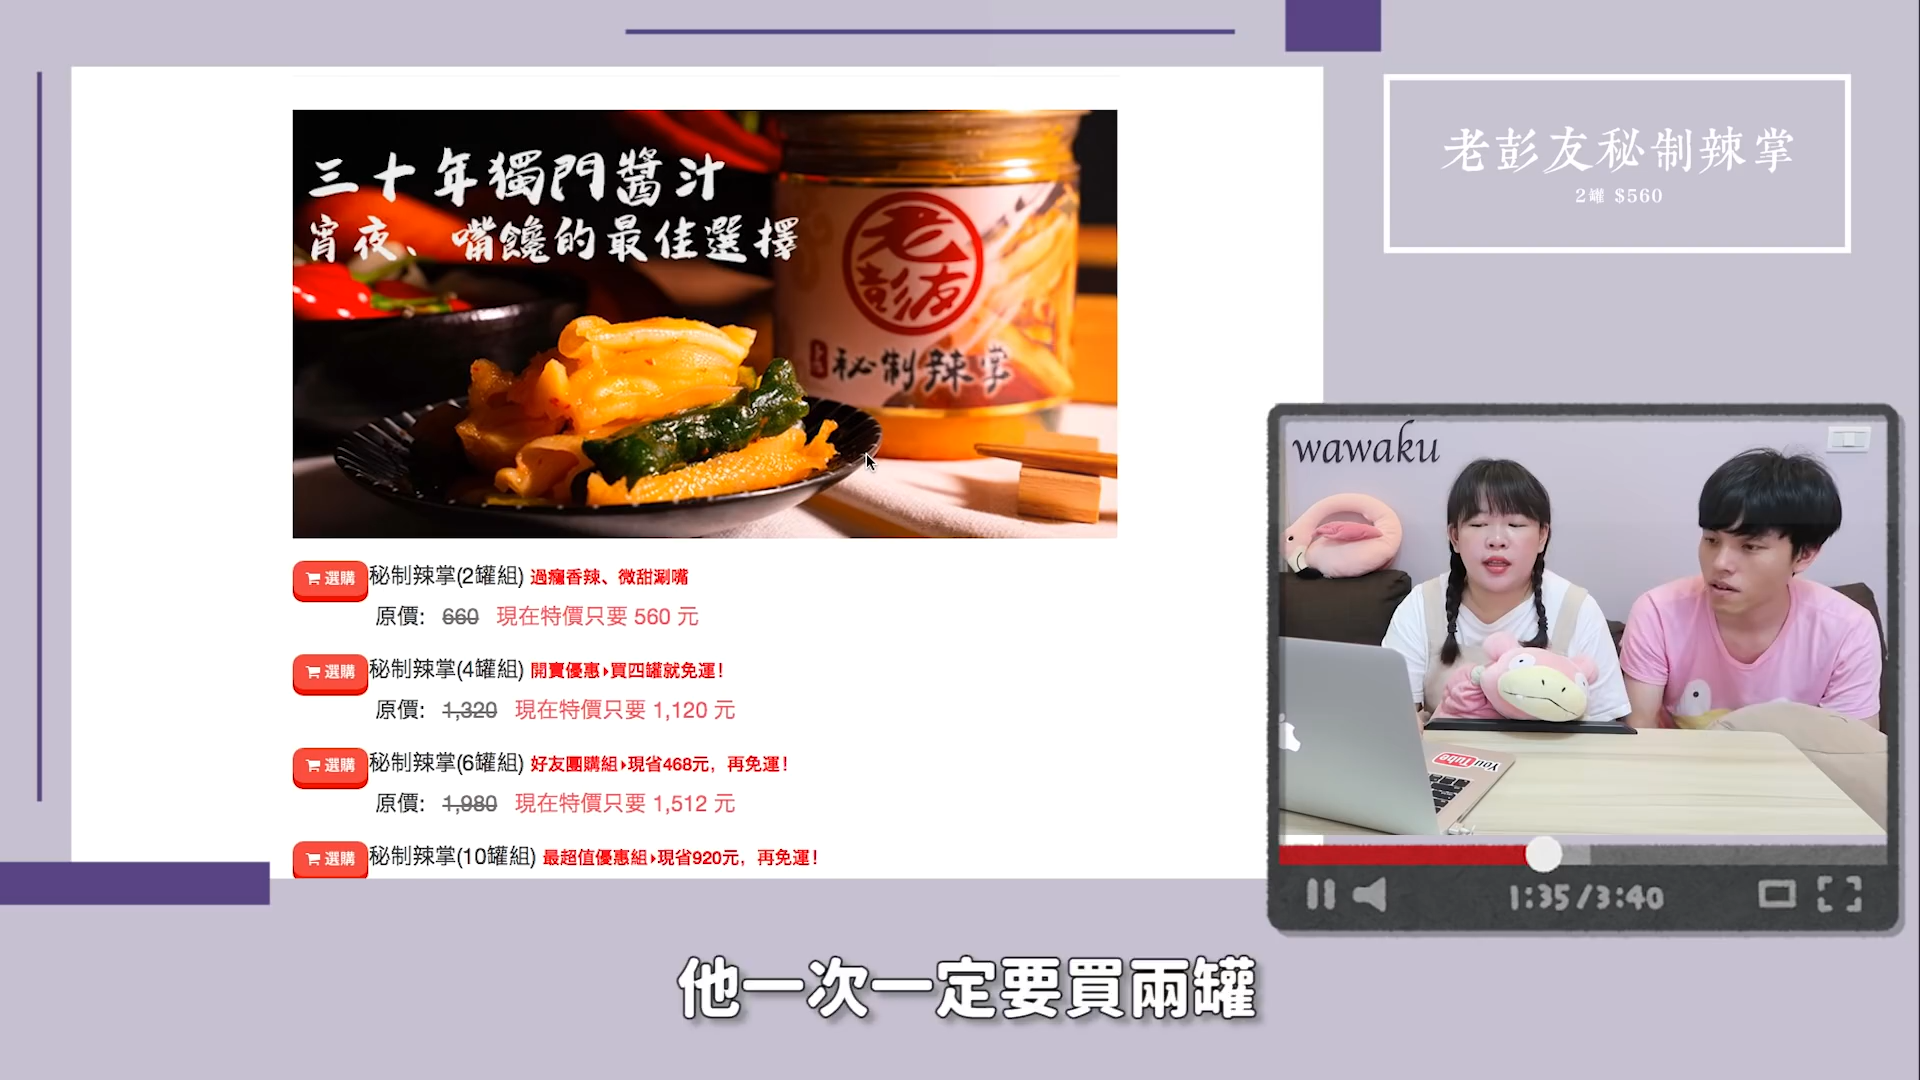 三十年獨門醬汁
宵夜、嘴饞的最佳選擇
老彭友
秘制辣掌
選購 秘制辣掌(2罐組) 過癮香辣、微甜涮嘴
原價: 660 現在特價只要 560 元
選購 秘制辣掌(4罐組) 開賣優惠▸買四罐就免運!
原價: 1,320 現在特價只要 1,120 元
選購 秘制辣掌(6罐組) 好友團購組▸現省468元，再免運!
原價: 1,980 現在特價只要 1,512 元
選購 秘制辣掌(10罐組) 最超值優惠組▸現省920元，再免運!
老彭友秘制辣掌
2罐 $560
wawaku
YouTube
1:35/3:40
他一次一定要買兩罐